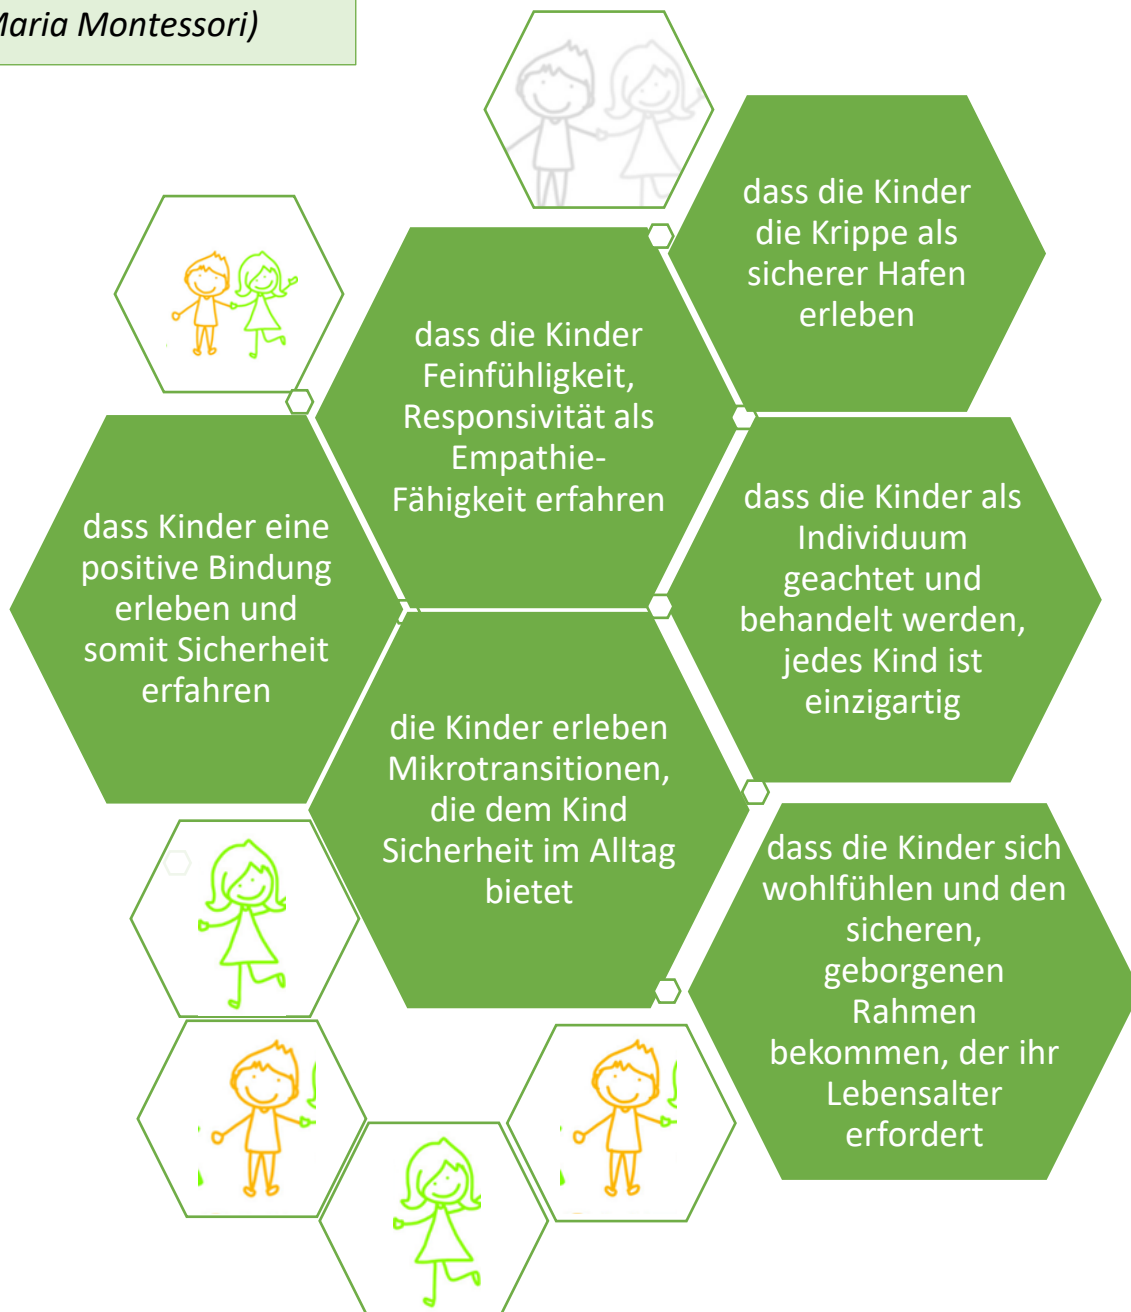 Maria Montessori)
dass die Kinder
die Krippe als
sicherer Hafen
erleben
dass die Kinder
Feinfühligkeit,
Responsivität als
Empathie-
Fähigkeit erfahren
dass die Kinder als
Individuum
geachtet und
behandelt werden,
jedes Kind ist
einzigartig
dass Kinder eine
positive Bindung
erleben und
somit Sicherheit
erfahren
die Kinder erleben
Mikrotransitionen,
die dem Kind
Sicherheit im Alltag
bietet
dass die Kinder sich
wohlfühlen und den
sicheren,
geborgenen
Rahmen
bekommen, der ihr
Lebensalter
erfordert